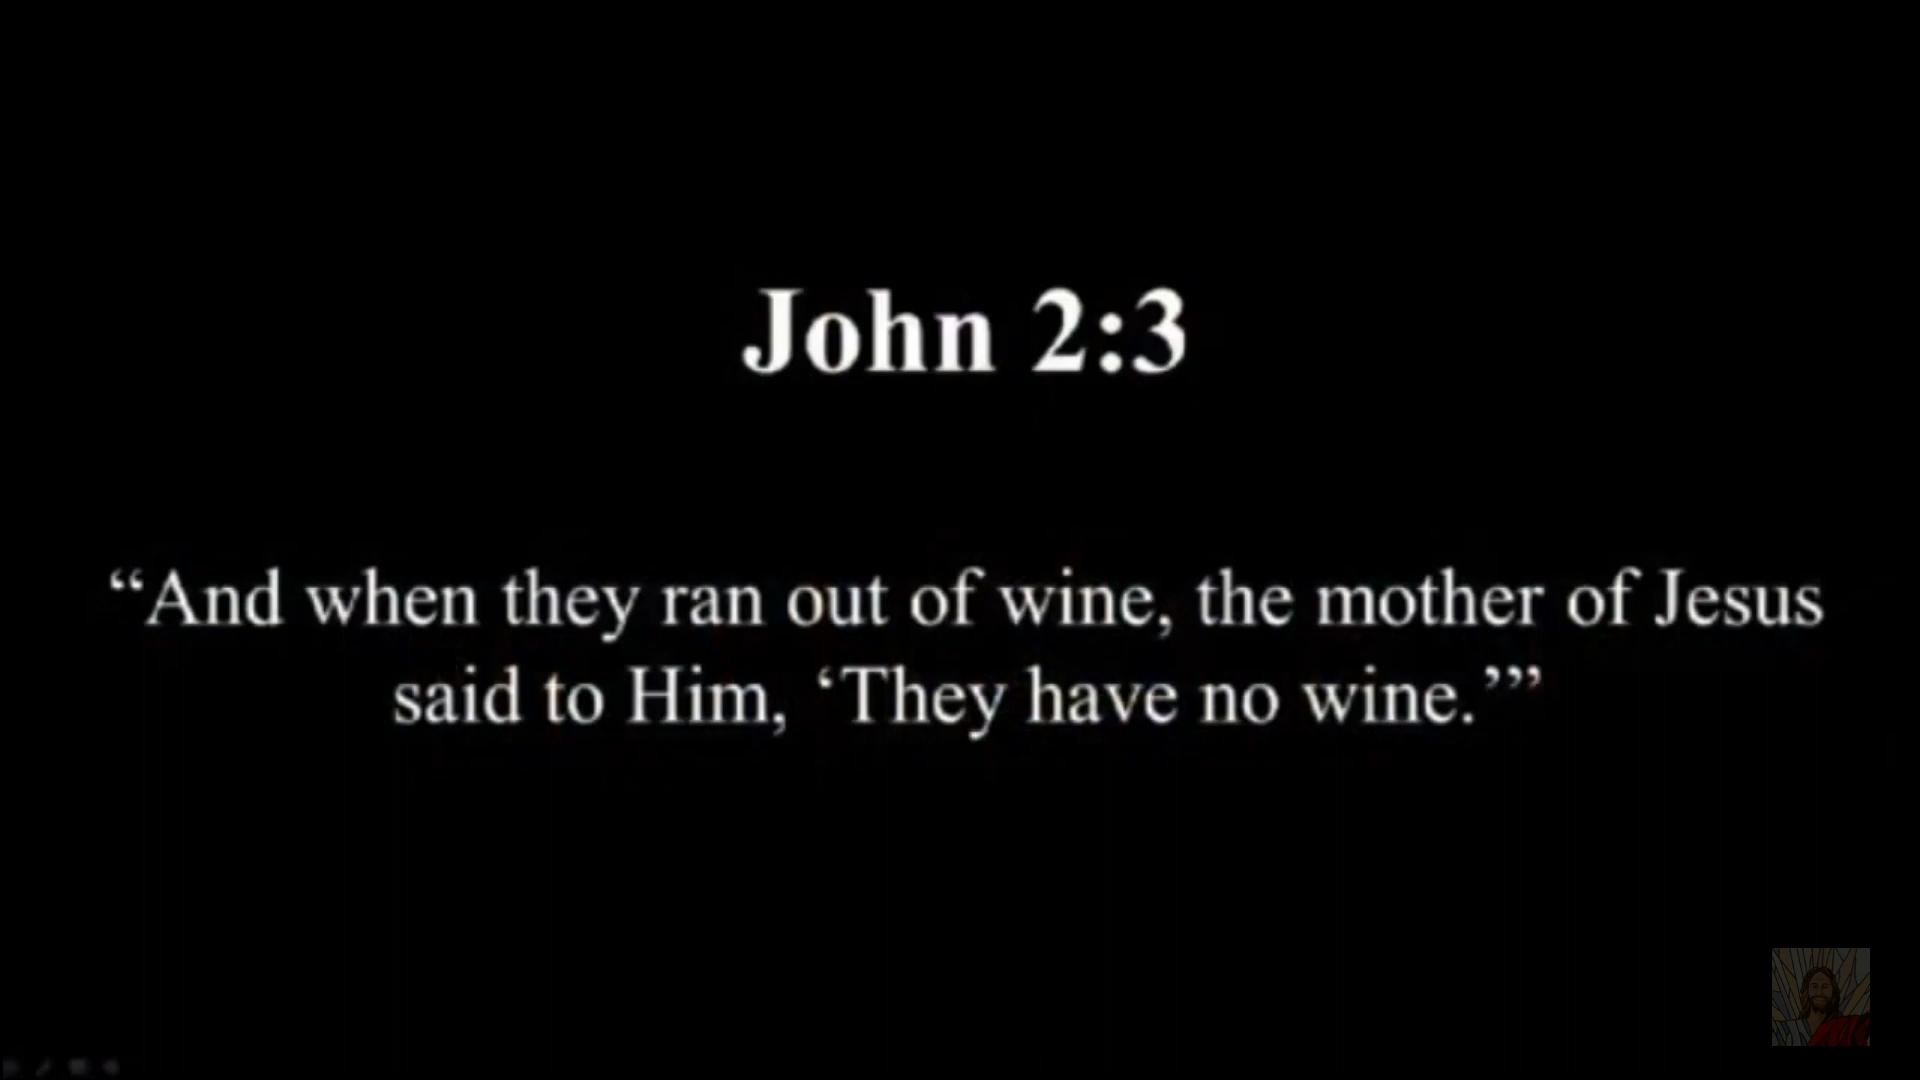 John 2:3
“And when they ran out of wine, the mother of Jesus
said to Him, ‘They have no wine.’”